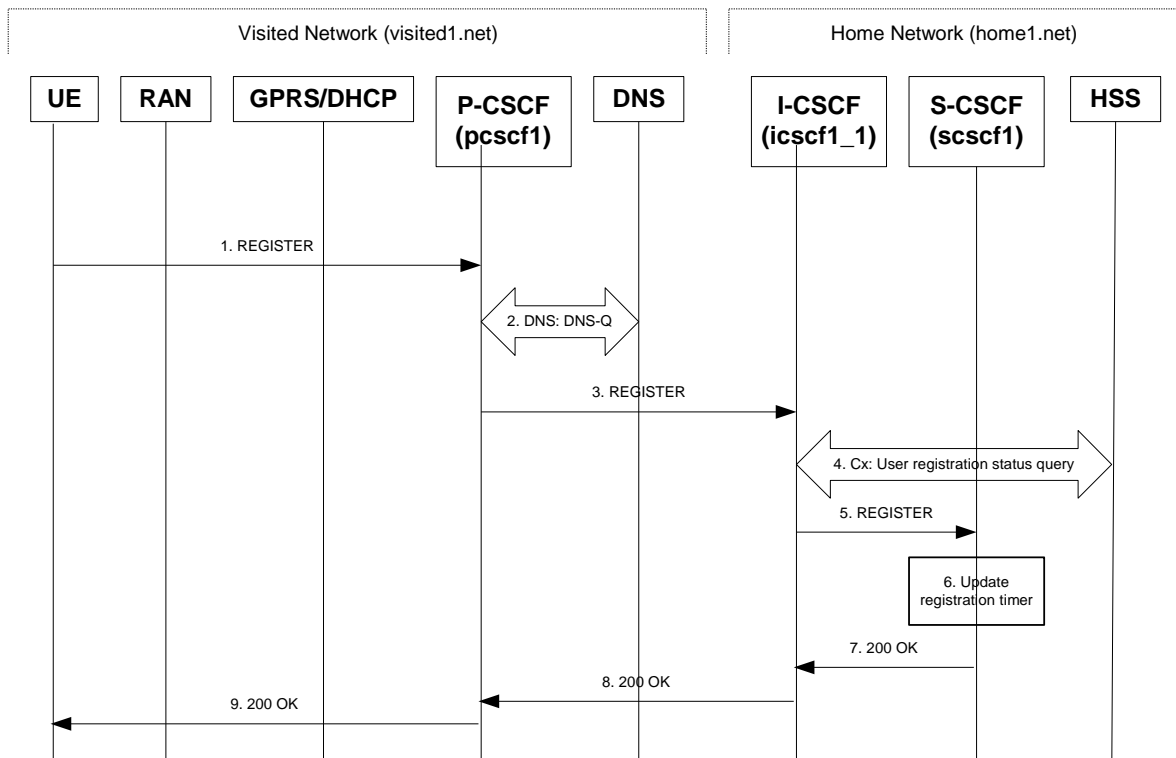 Visited Network (visited1.net)
Home Network (home1.net)
UE
RAN
GPRS/DHCP
P-CSCF
(pcscf1)
DNS
I-CSCF
(icscf1_1)
S-CSCF
(scscf1)
HSS
1. REGISTER
2. DNS: DNS-Q
3. REGISTER
4. Cx: User registration status query
5. REGISTER
6. Update
registration timer
7. 200 OK
8. 200 OK
9. 200 OK